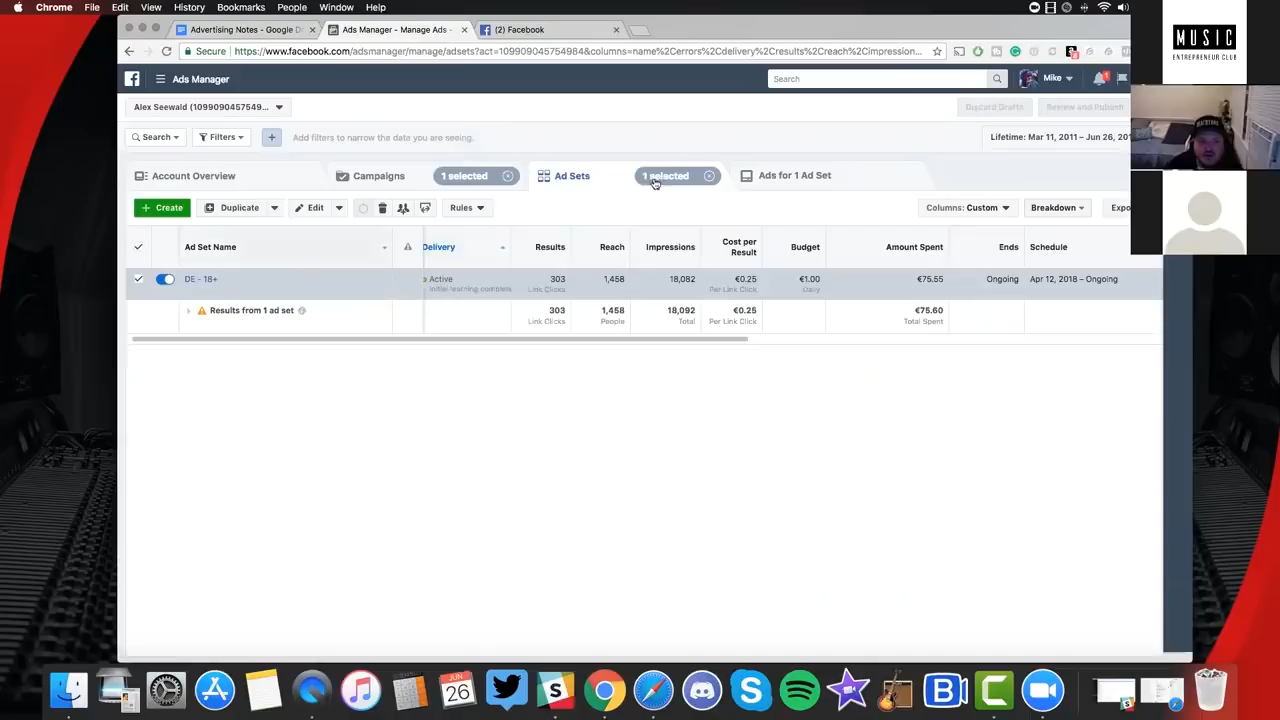 Chrome File Edit View History Bookmarks People Window Help
Advertising Notes - Google D
Ads Manager - Manage Ads -
(2) Facebook
Secure https://www.facebook.com/adsmanager/manage/adsets?act=109909045754984&columns=name%2Cerrors%2Cdelivery%2Cresults%2Creach%2Cimpression...
Ads Manager
Search
Mike
Alex Seewald (1099090457549...
Discard Drafts
Review and Publish
Search
Filters
+
Add filters to narrow the data you are seeing.
Lifetime: Mar 11, 2011 – Jun 26, 201
Account Overview
Campaigns
1 selected
Ad Sets
1 selected
Ads for 1 Ad Set
+ Create
Duplicate
Edit
Rules
Columns: Custom
Breakdown
Expo
Ad Set Name
Delivery
Results
Reach
Impressions
Cost per Result
Budget
Amount Spent
Ends
Schedule
DE - 18+
Active
303
1,458
18,082
€0.25
€1.00
€75.55
Ongoing
Apr 12, 2018 – Ongoing
Initial learning complete
Link Clicks
Per Link Click
Daily
Results from 1 ad set
303
1,458
18,092
€0.25
€75.60
Link Clicks
People
Total
Per Link Click
Total Spent
MUSIC
ENTREPRENEUR CLUB
JUN
26